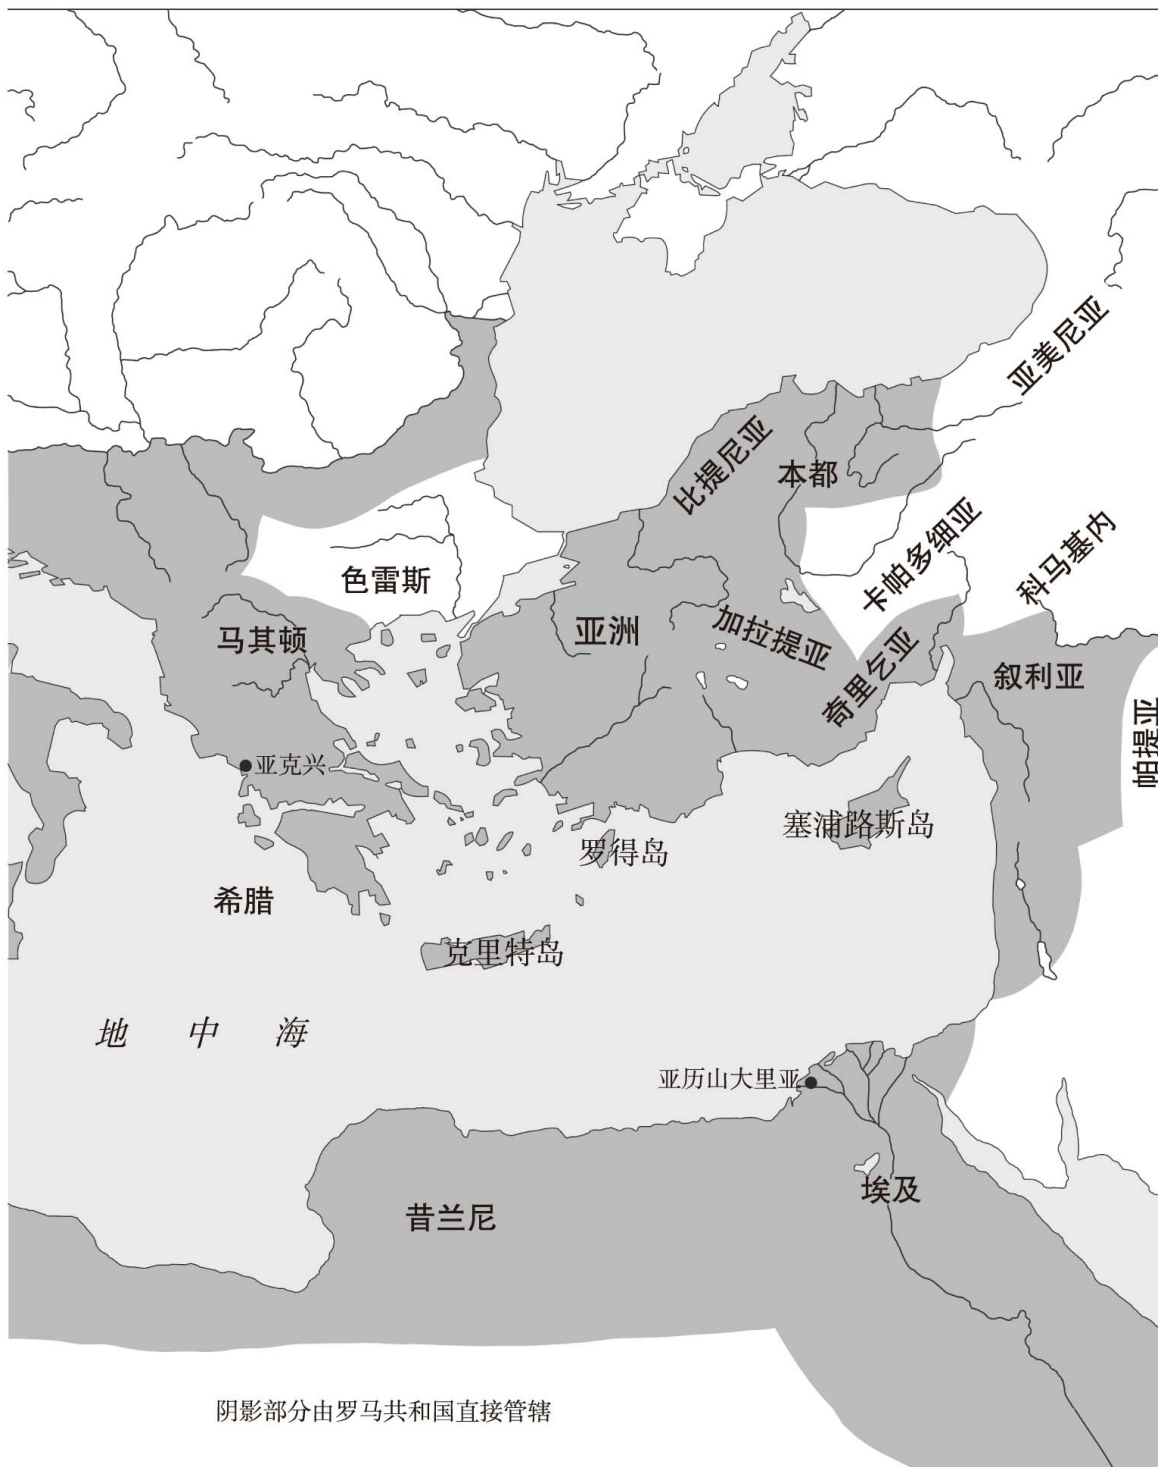 亚美尼亚
比提尼亚
本都
卡帕多细亚
科马基内
色雷斯
马其顿
亚洲
加拉提亚
奇里乞亚
叙利亚
帕提亚
亚克兴
塞浦路斯岛
罗得岛
希腊
克里特岛
地中海
亚历山大里亚
埃及
昔兰尼
阴影部分由罗马共和国直接管辖